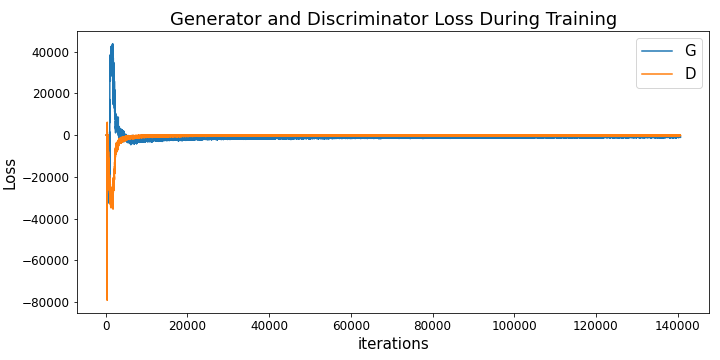 Generator and Discriminator Loss During Training
G
D
40000
20000
0
−20000
−40000
−60000
−80000
Loss
0 20000 40000 60000 80000 100000 120000 140000
iterations